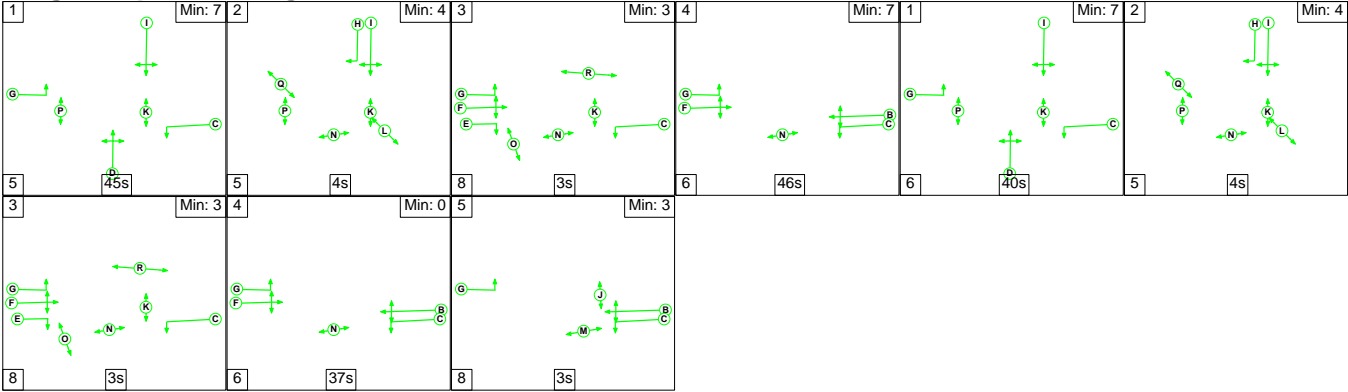 1 Min: 7 2 Min: 4 3 Min: 3 4 Min: 7 1 Min: 7 2 Min: 4
I H I I H I
R
Q Q
G G G G
P F P K F B P K P K
K E N N C C L
C N L O N
D D
5 45s 5 4s 8 3s 6 46s 6 40s 5 4s
3 Min: 3 4 Min: 0 5 Min: 3
R
G G G
F K F J B
E C B C
O N N C M
8 3s 6 37s 8 3s